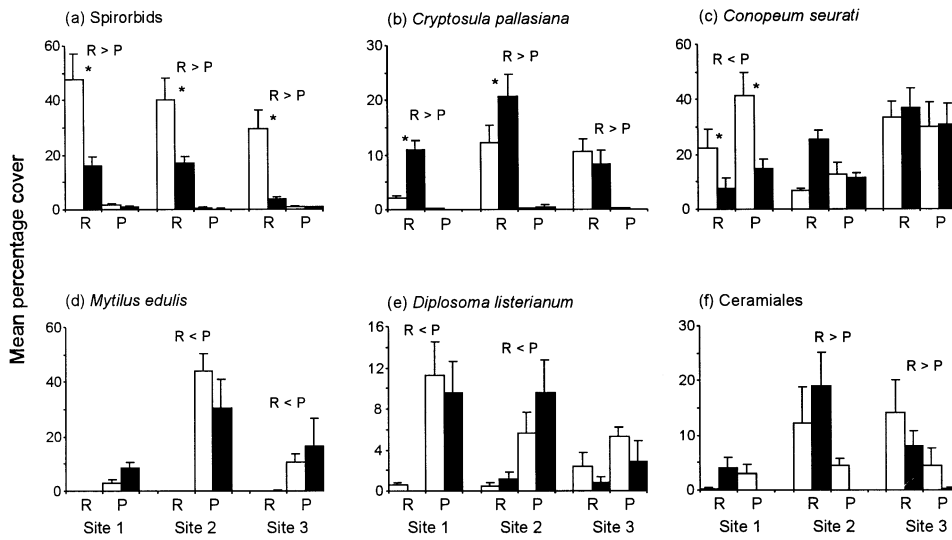 Mean percentage cover
(a) Spirorbids
60
40
20
0
R > P
*
R > P
*
R > P
*
R P R P R P
(b) Cryptosula pallasiana
30
20
10
0
* R > P
* R > P
R > P
R P R P R P
(c) Conopeum seurati
60
40
20
0
R < P
* *
R P R P R P
(d) Mytilus edulis
60
40
20
0
R < P
R < P
R P R P R P
Site 1 Site 2 Site 3
(e) Diplosoma listerianum
16
12
8
4
0
R < P
R < P
R P R P R P
Site 1 Site 2 Site 3
(f) Ceramiales
30
20
10
0
R > P
R > P
R P R P R P
Site 1 Site 2 Site 3